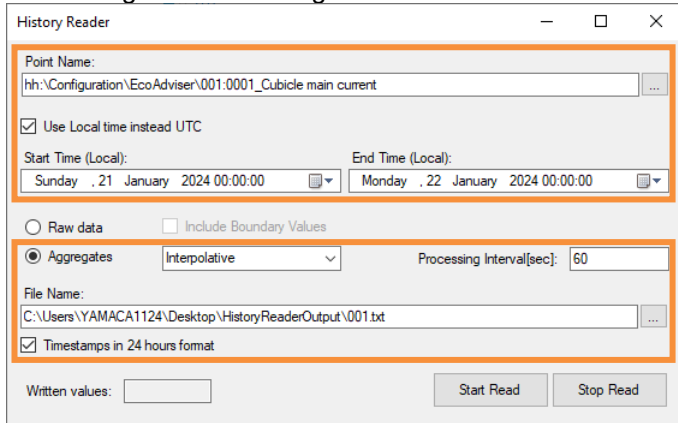 History Reader
Point Name:
hh:\Configuration\EcoAdviser\001:0001_Cubicle main current
...
Use Local time instead UTC
Start Time (Local):
End Time (Local):
Sunday , 21 January 2024 00:00:00
Monday , 22 January 2024 00:00:00
Raw data
Include Boundary Values
Aggregates
Interpolative
Processing Interval[sec]:
60
File Name:
C:\Users\YAMACA1124\Desktop\HistoryReaderOutput\001.txt
...
Timestamps in 24 hours format
Written values:
Start Read
Stop Read